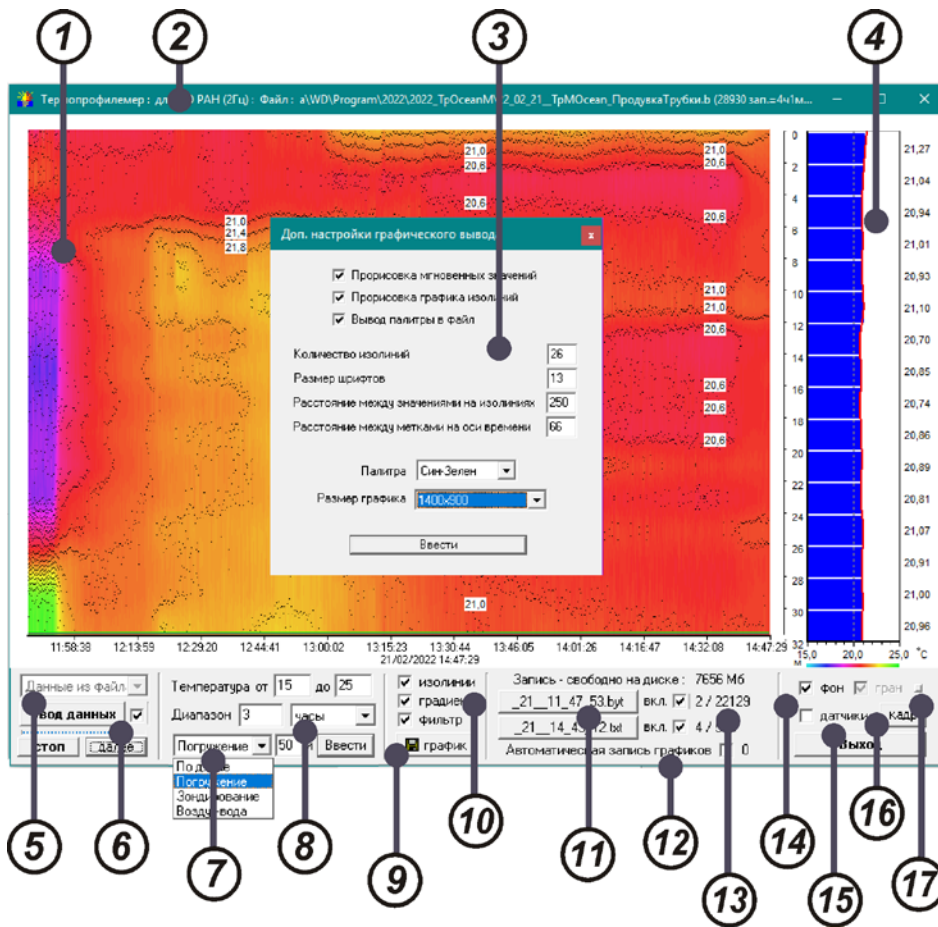 1 2 3 4
Термопрофилемер : дл РАН (2Гц) : Файл : a\WD\Program\2022\2022_TpOceanM 2_02_21__TpMOcean_ПродувкаТрубки.b (28930 зап.=4ч1м...
21,0
20,6
21,0
20,6
20,6
20,6
21,0
21,4
21,8
21,0
21,0
20,6
20,6
20,6
20,6
21,0
Доп. настройки графического вывод
Прорисовка мгновенных значений
Прорисовка графика изолиний
Вывод палитры в файл
Количество изолиний 26
Размер шрифтов 13
Расстояние между значениями на изолиниях 250
Расстояние между метками на оси времени 66
Палитра Син-Зелен
Размер графика 1400x900
Ввести
0
2
4
6
8
10
12
14
16
18
20
22
24
26
28
30
32
м
21,27
21,04
20,94
21,01
20,93
21,10
20,70
20,85
20,74
20,86
20,89
20,81
21,07
20,91
21,00
20,96
15,0 20,0 25,0 °C
11:58:38 12:13:59 12:29:20 12:44:41 13:00:02 13:15:23 13:30:44 13:46:05 14:01:26 14:16:47 14:32:08 14:47:29
21/02/2022 14:47:29
Данные из файл
вод данных
стоп далее
Температура от 15 до 25
Диапазон 3 часы
Погружение 50 Ввести
По д
Погружение
Зондирование
Возду вода
изолинии
градие
фильтр
график
Запись - свободно на диске : 7656 Мб
_21__11_47_53.byt вкл. 2 / 22129
_21__14_4 2.txt вкл. 4 /
Автоматическая запись графиков 0
фон гран
датчики кадр
Выход
5 6 7 8 9 10 11 12 13 14 15 16 17